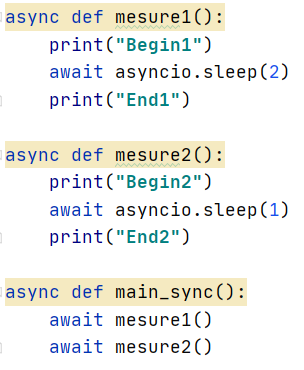 async def mesure1():
    print("Begin1")
    await asyncio.sleep(2)
    print("End1")

async def mesure2():
    print("Begin2")
    await asyncio.sleep(1)
    print("End2")

async def main_sync():
    await mesure1()
    await mesure2()